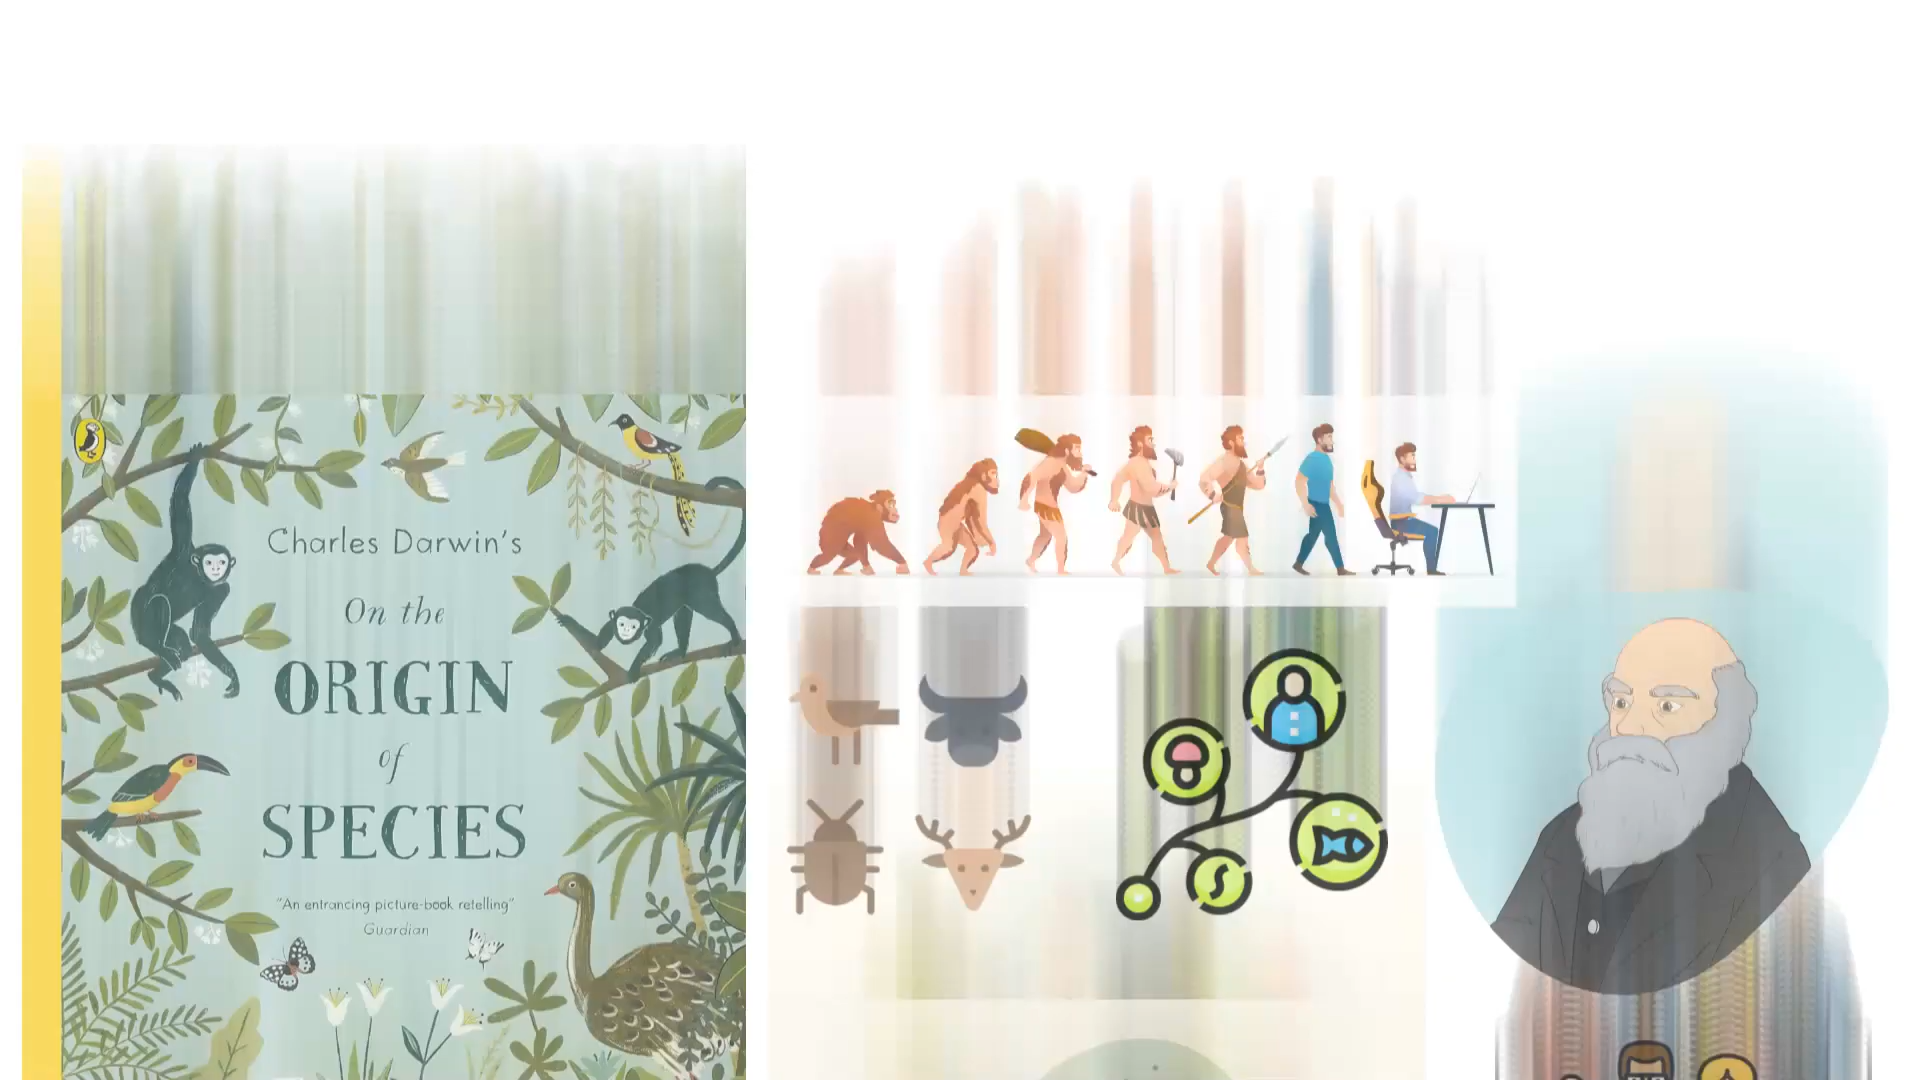 Charles Darwin's
On the
ORIGIN
of
SPECIES
"An entrancing picture-book retelling"
Guardian